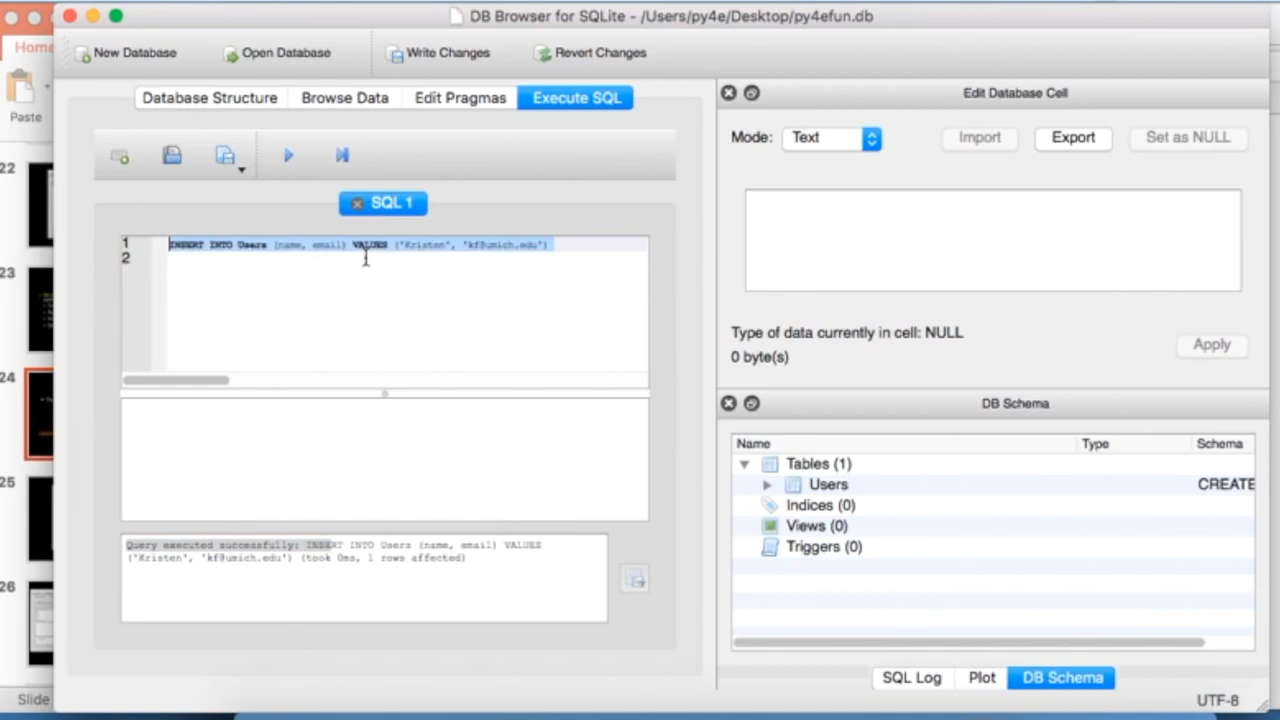 DB Browser for SQLite - /Users/py4e/Desktop/py4efun.db
Home
New Database Open Database Write Changes Revert Changes
Paste
Database Structure Browse Data Edit Pragmas Execute SQL
Edit Database Cell
Mode: Text Import Export Set as NULL
SQL 1
1 INSERT INTO Users (name, email) VALUES ('Kristen', 'kf@umich.edu')
2
Type of data currently in cell: NULL
0 byte(s)
Apply
DB Schema
Name Type Schema
Tables (1)
Users CREATE
Indices (0)
Views (0)
Triggers (0)
Query executed successfully: INSERT INTO Users (name, email) VALUES
('Kristen', 'kf@umich.edu') (took 0ms, 1 rows affected)
SQL Log Plot DB Schema
UTF-8
22
23
24
25
26
Slide